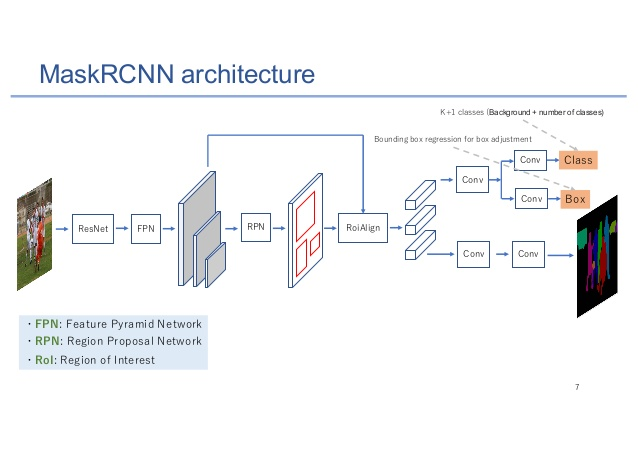 MaskRCNN architecture
K+1 classes (Background + number of classes)
Bounding box regression for box adjustment
Conv
Class
Conv
Conv
Box
ResNet
FPN
RPN
RoiAlign
Conv
Conv
・FPN: Feature Pyramid Network
・RPN: Region Proposal Network
・RoI: Region of Interest
7